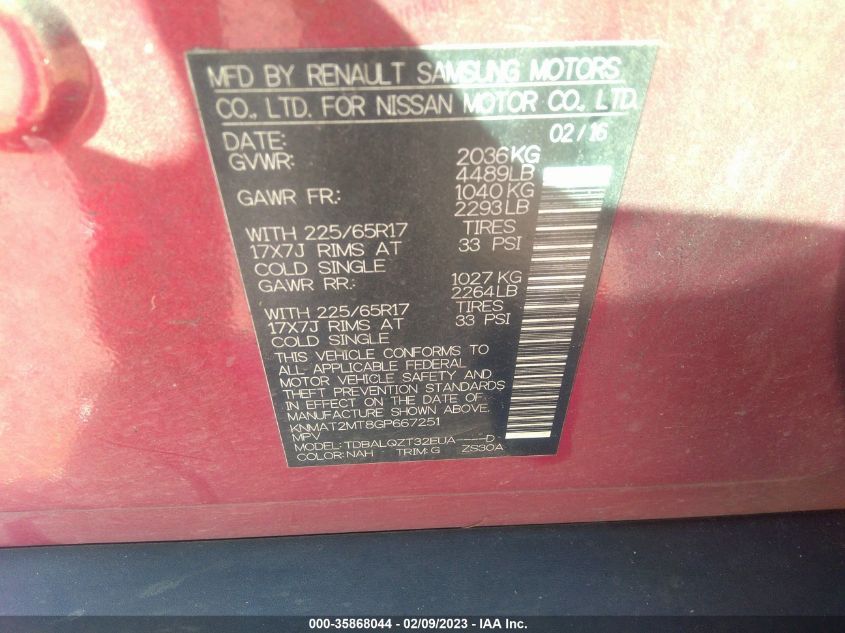 MFD BY RENAULT SAMSUNG MOTORS
CO., LTD. FOR NISSAN MOTOR CO., LTD.
DATE: 02/16
GVWR: 2036KG
4489LB
GAWR FR: 1040 KG
2293LB
WITH 225/65R17 TIRES
17X7J RIMS AT 33 PSI
COLD SINGLE
GAWR RR: 1027 KG
2264LB
WITH 225/65R17 TIRES
17X7J RIMS AT 33 PSI
COLD SINGLE
THIS VEHICLE CONFORMS TO
ALL APPLICABLE FEDERAL
MOTOR VEHICLE SAFETY AND
THEFT PREVENTION STANDARDS
IN EFFECT ON THE DATE OF
MANUFACTURE SHOWN ABOVE.
KNMAT2MT8GP667251
MPV
MODEL:TDBALQZT32EUA----D
COLOR:NAH TRIM:G ZS30A
000-35868044 - 02/09/2023 - IAA Inc.